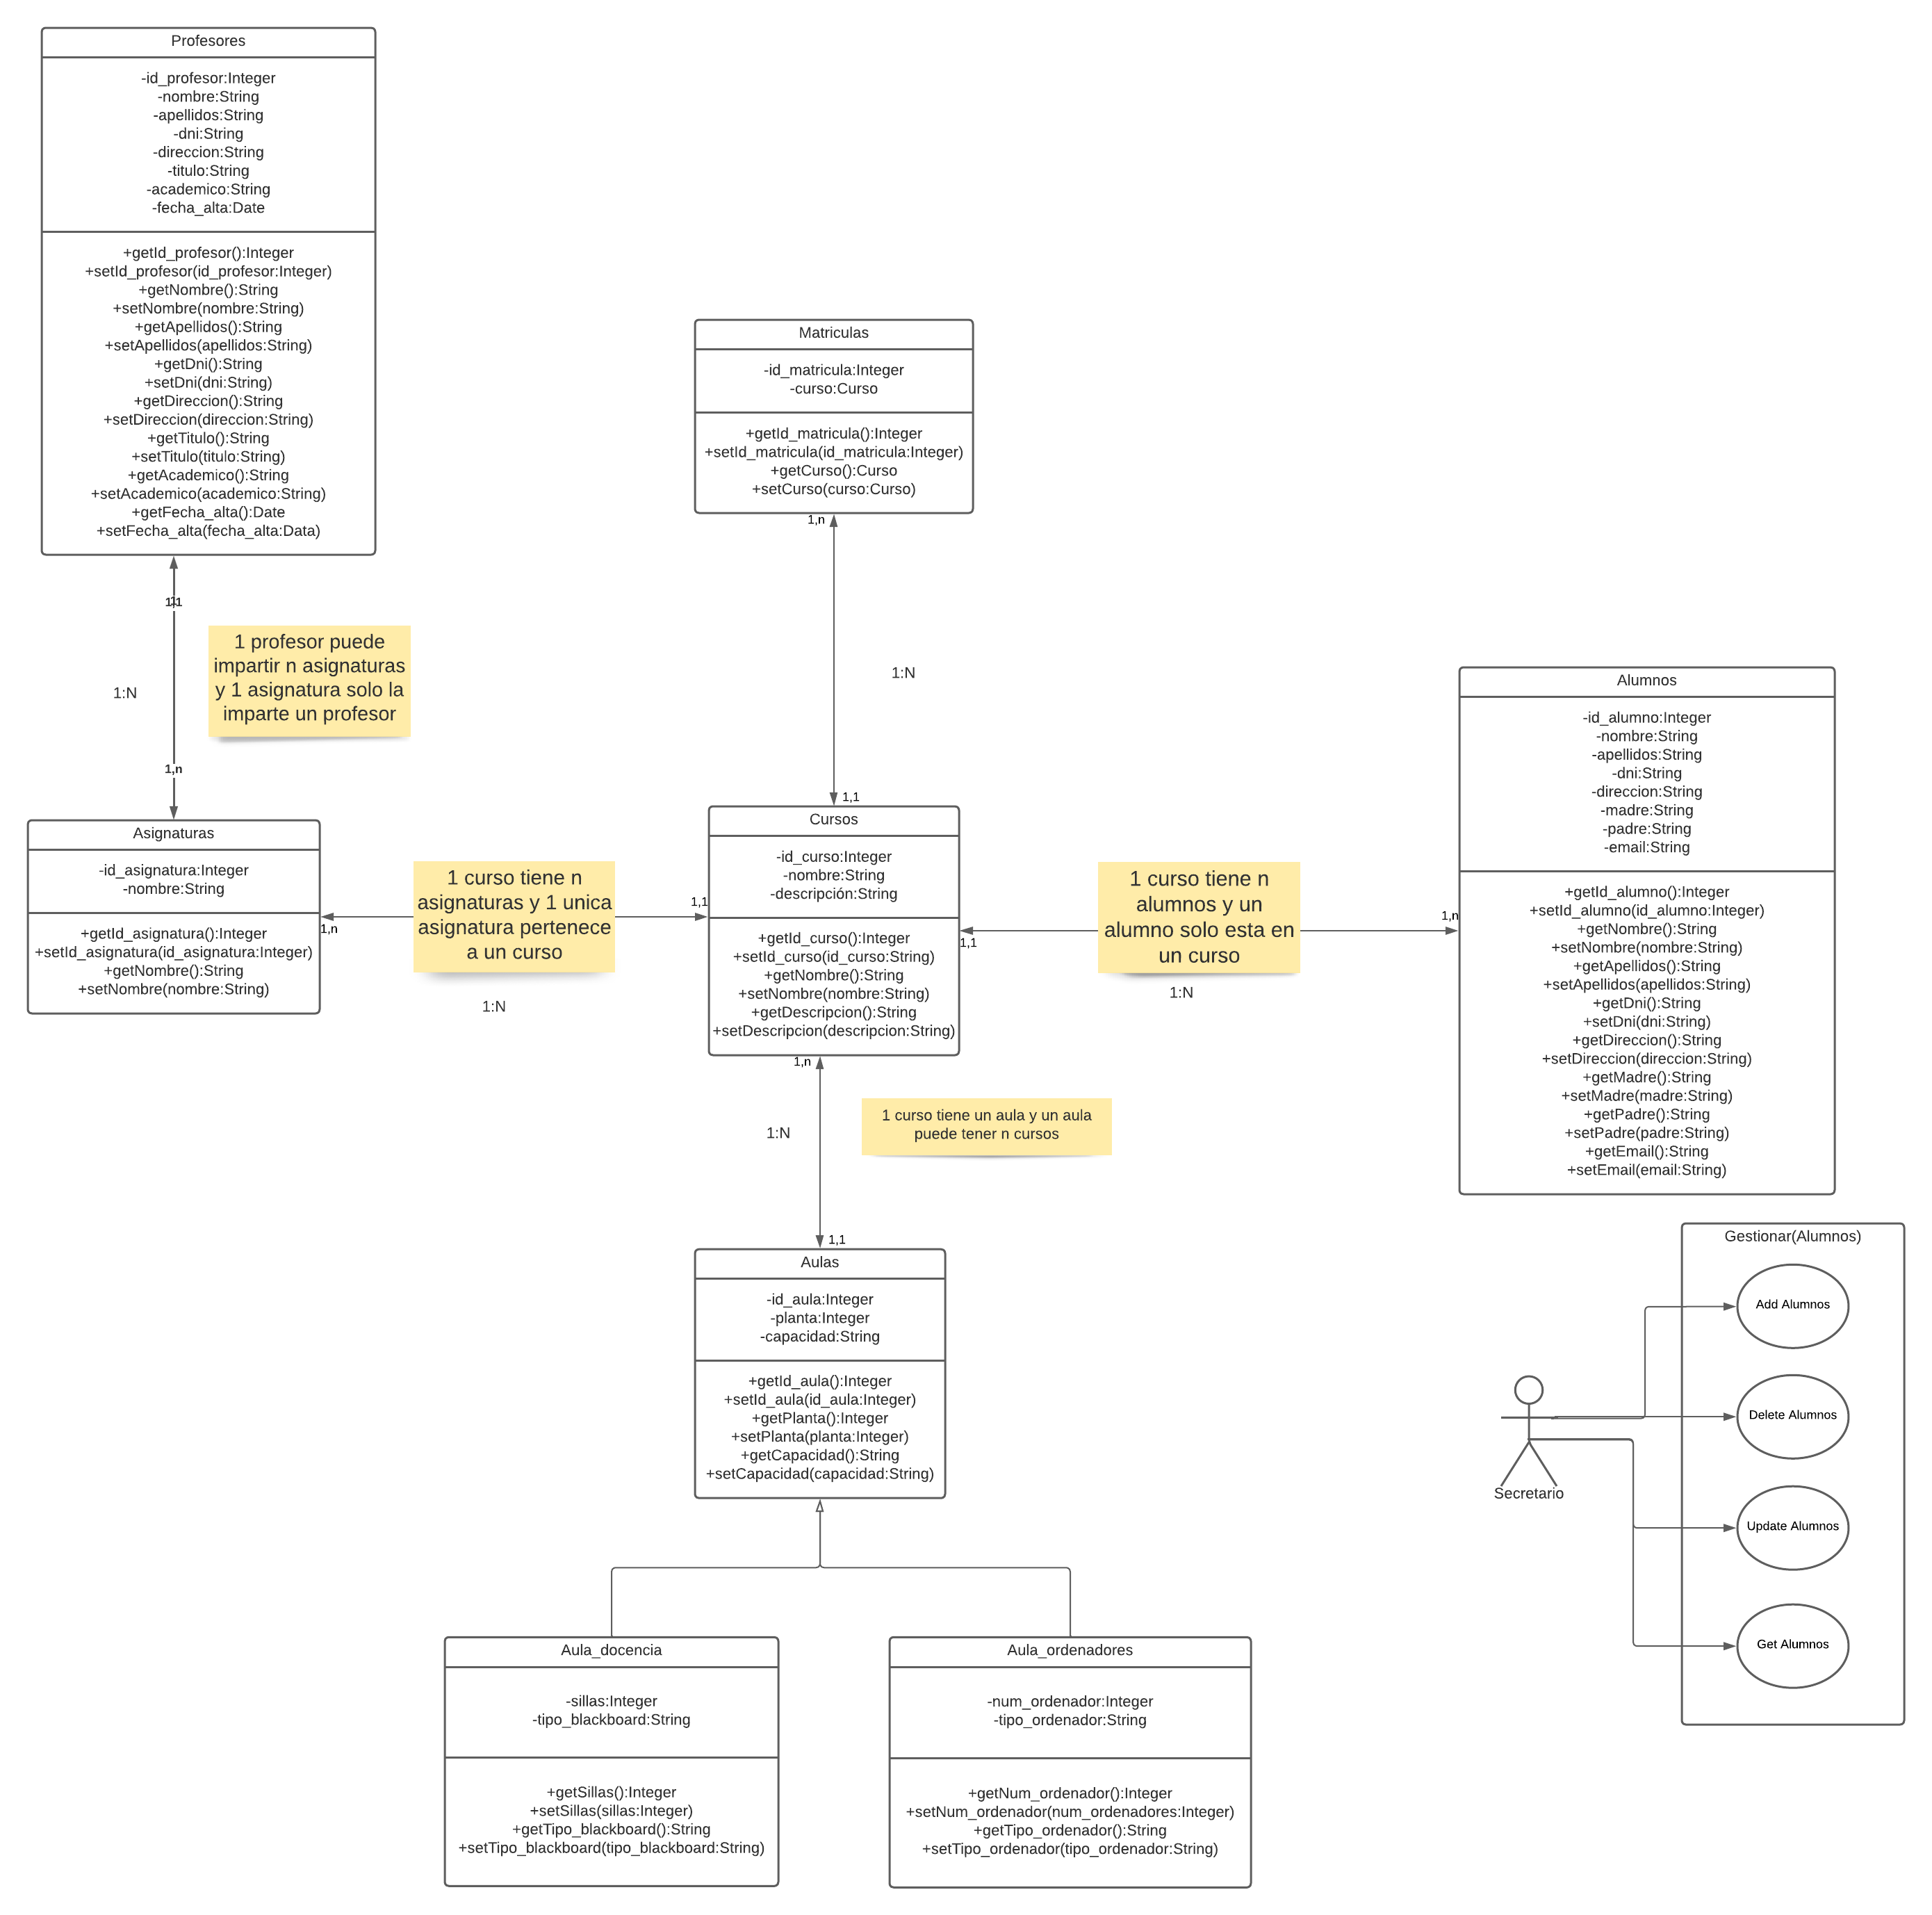 Profesores
-id_profesor:Integer
-nombre:String
-apellidos:String
-dni:String
-direccion:String
-titulo:String
-academico:String
-fecha_alta:Date
+getId_profesor():Integer
+setId_profesor(id_profesor:Integer)
+getNombre():String
+setNombre(nombre:String)
+getApellidos():String
+setApellidos(apellidos:String)
+getDni():String
+setDni(dni:String)
+getDireccion():String
+setDireccion(direccion:String)
+getTitulo():String
+setTitulo(titulo:String)
+getAcademico():String
+setAcademico(academico:String)
+getFecha_alta():Date
+setFecha_alta(fecha_alta:Data)
1,1
1 profesor puede
impartir n asignaturas
y 1 asignatura solo la
imparte un profesor
1:N
1,n
Asignaturas
-id_asignatura:Integer
-nombre:String
+getId_asignatura():Integer
+setId_asignatura(id_asignatura:Integer)
+getNombre():String
+setNombre(nombre:String)
1,n
1 curso tiene n
asignaturas y 1 unica
asignatura pertenece
a un curso
1,1
1:N
Matriculas
-id_matricula:Integer
-curso:Curso
+getId_matricula():Integer
+setId_matricula(id_matricula:Integer)
+getCurso():Curso
+setCurso(curso:Curso)
1,n
1:N
1,1
Cursos
-id_curso:Integer
-nombre:String
-descripción:String
+getId_curso():Integer
+setId_curso(id_curso:String)
+getNombre():String
+setNombre(nombre:String)
+getDescripcion():String
+setDescripcion(descripcion:String)
1,1
1 curso tiene n
alumnos y un
alumno solo esta en
un curso
1,n
1:N
Alumnos
-id_alumno:Integer
-nombre:String
-apellidos:String
-dni:String
-direccion:String
-madre:String
-padre:String
-email:String
+getId_alumno():Integer
+setId_alumno(id_alumno:Integer)
+getNombre():String
+setNombre(nombre:String)
+getApellidos():String
+setApellidos(apellidos:String)
+getDni():String
+setDni(dni:String)
+getDireccion():String
+setDireccion(direccion:String)
+getMadre():String
+setMadre(madre:String)
+getPadre():String
+setPadre(padre:String)
+getEmail():String
+setEmail(email:String)
1,n
1:N
1 curso tiene un aula y un aula
puede tener n cursos
1,1
Aulas
-id_aula:Integer
-planta:Integer
-capacidad:String
+getId_aula():Integer
+setId_aula(id_aula:Integer)
+getPlanta():Integer
+setPlanta(planta:Integer)
+getCapacidad():String
+setCapacidad(capacidad:String)
Aula_docencia
-sillas:Integer
-tipo_blackboard:String
+getSillas():Integer
+setSillas(sillas:Integer)
+getTipo_blackboard():String
+setTipo_blackboard(tipo_blackboard:String)
Aula_ordenadores
-num_ordenador:Integer
-tipo_ordenador:String
+getNum_ordenador():Integer
+setNum_ordenador(num_ordenadores:Integer)
+getTipo_ordenador():String
+setTipo_ordenador(tipo_ordenador:String)
Gestionar(Alumnos)
Add Alumnos
Delete Alumnos
Secretario
Update Alumnos
Get Alumnos